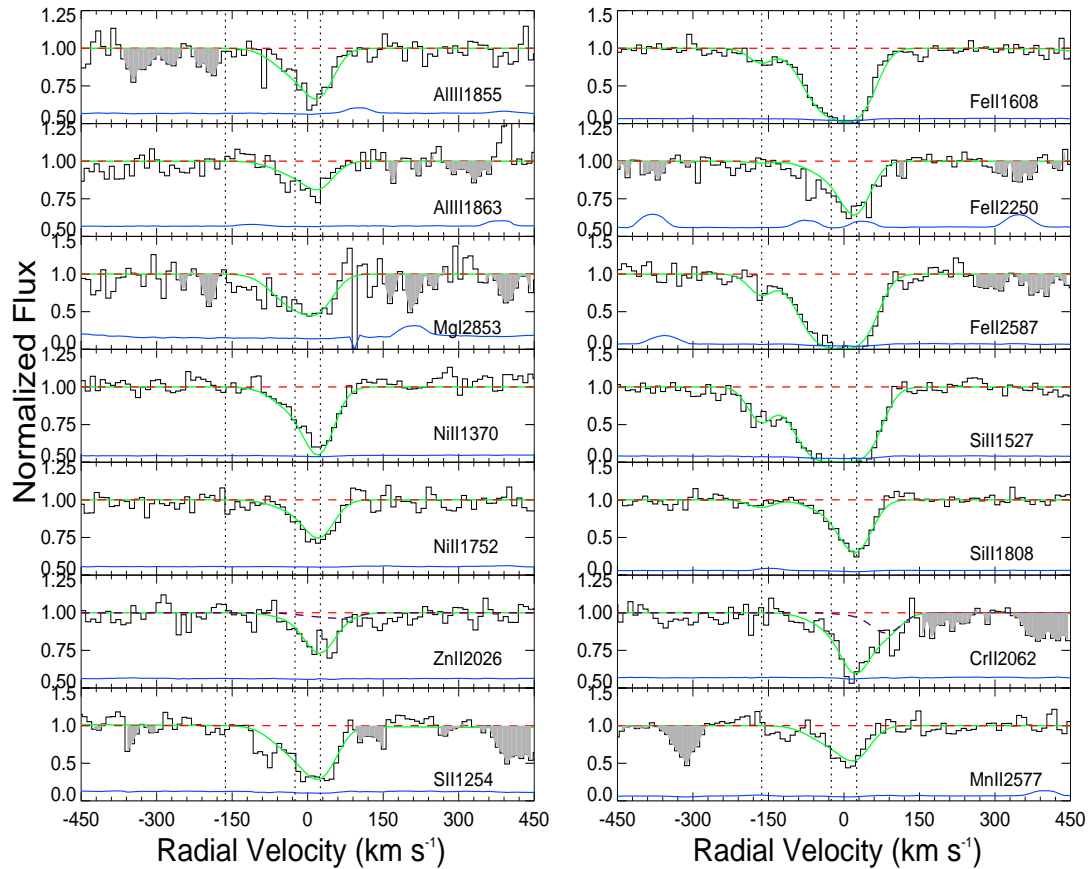 Normalized Flux
1.25
1.00
0.75
0.50
AlIII1855
1.25
1.00
0.75
0.50
AlIII1863
1.5
1.0
0.5
0.0
MgI2853
1.25
1.00
0.75
0.50
NiII1370
1.25
1.00
0.75
0.50
NiII1752
1.25
1.00
0.75
0.50
ZnII2026
1.5
1.0
0.5
0.0
SII1254
-450 -300 -150 0 150 300 450
Radial Velocity (km s-1)
1.5
1.0
0.5
0.0
FeII1608
1.25
1.00
0.75
0.50
FeII2250
1.5
1.0
0.5
0.0
FeII2587
1.5
1.0
0.5
0.0
SiII1527
1.5
1.0
0.5
0.0
SiII1808
1.25
1.00
0.75
0.50
CrII2062
1.5
1.0
0.5
0.0
MnII2577
-450 -300 -150 0 150 300 450
Radial Velocity (km s-1)